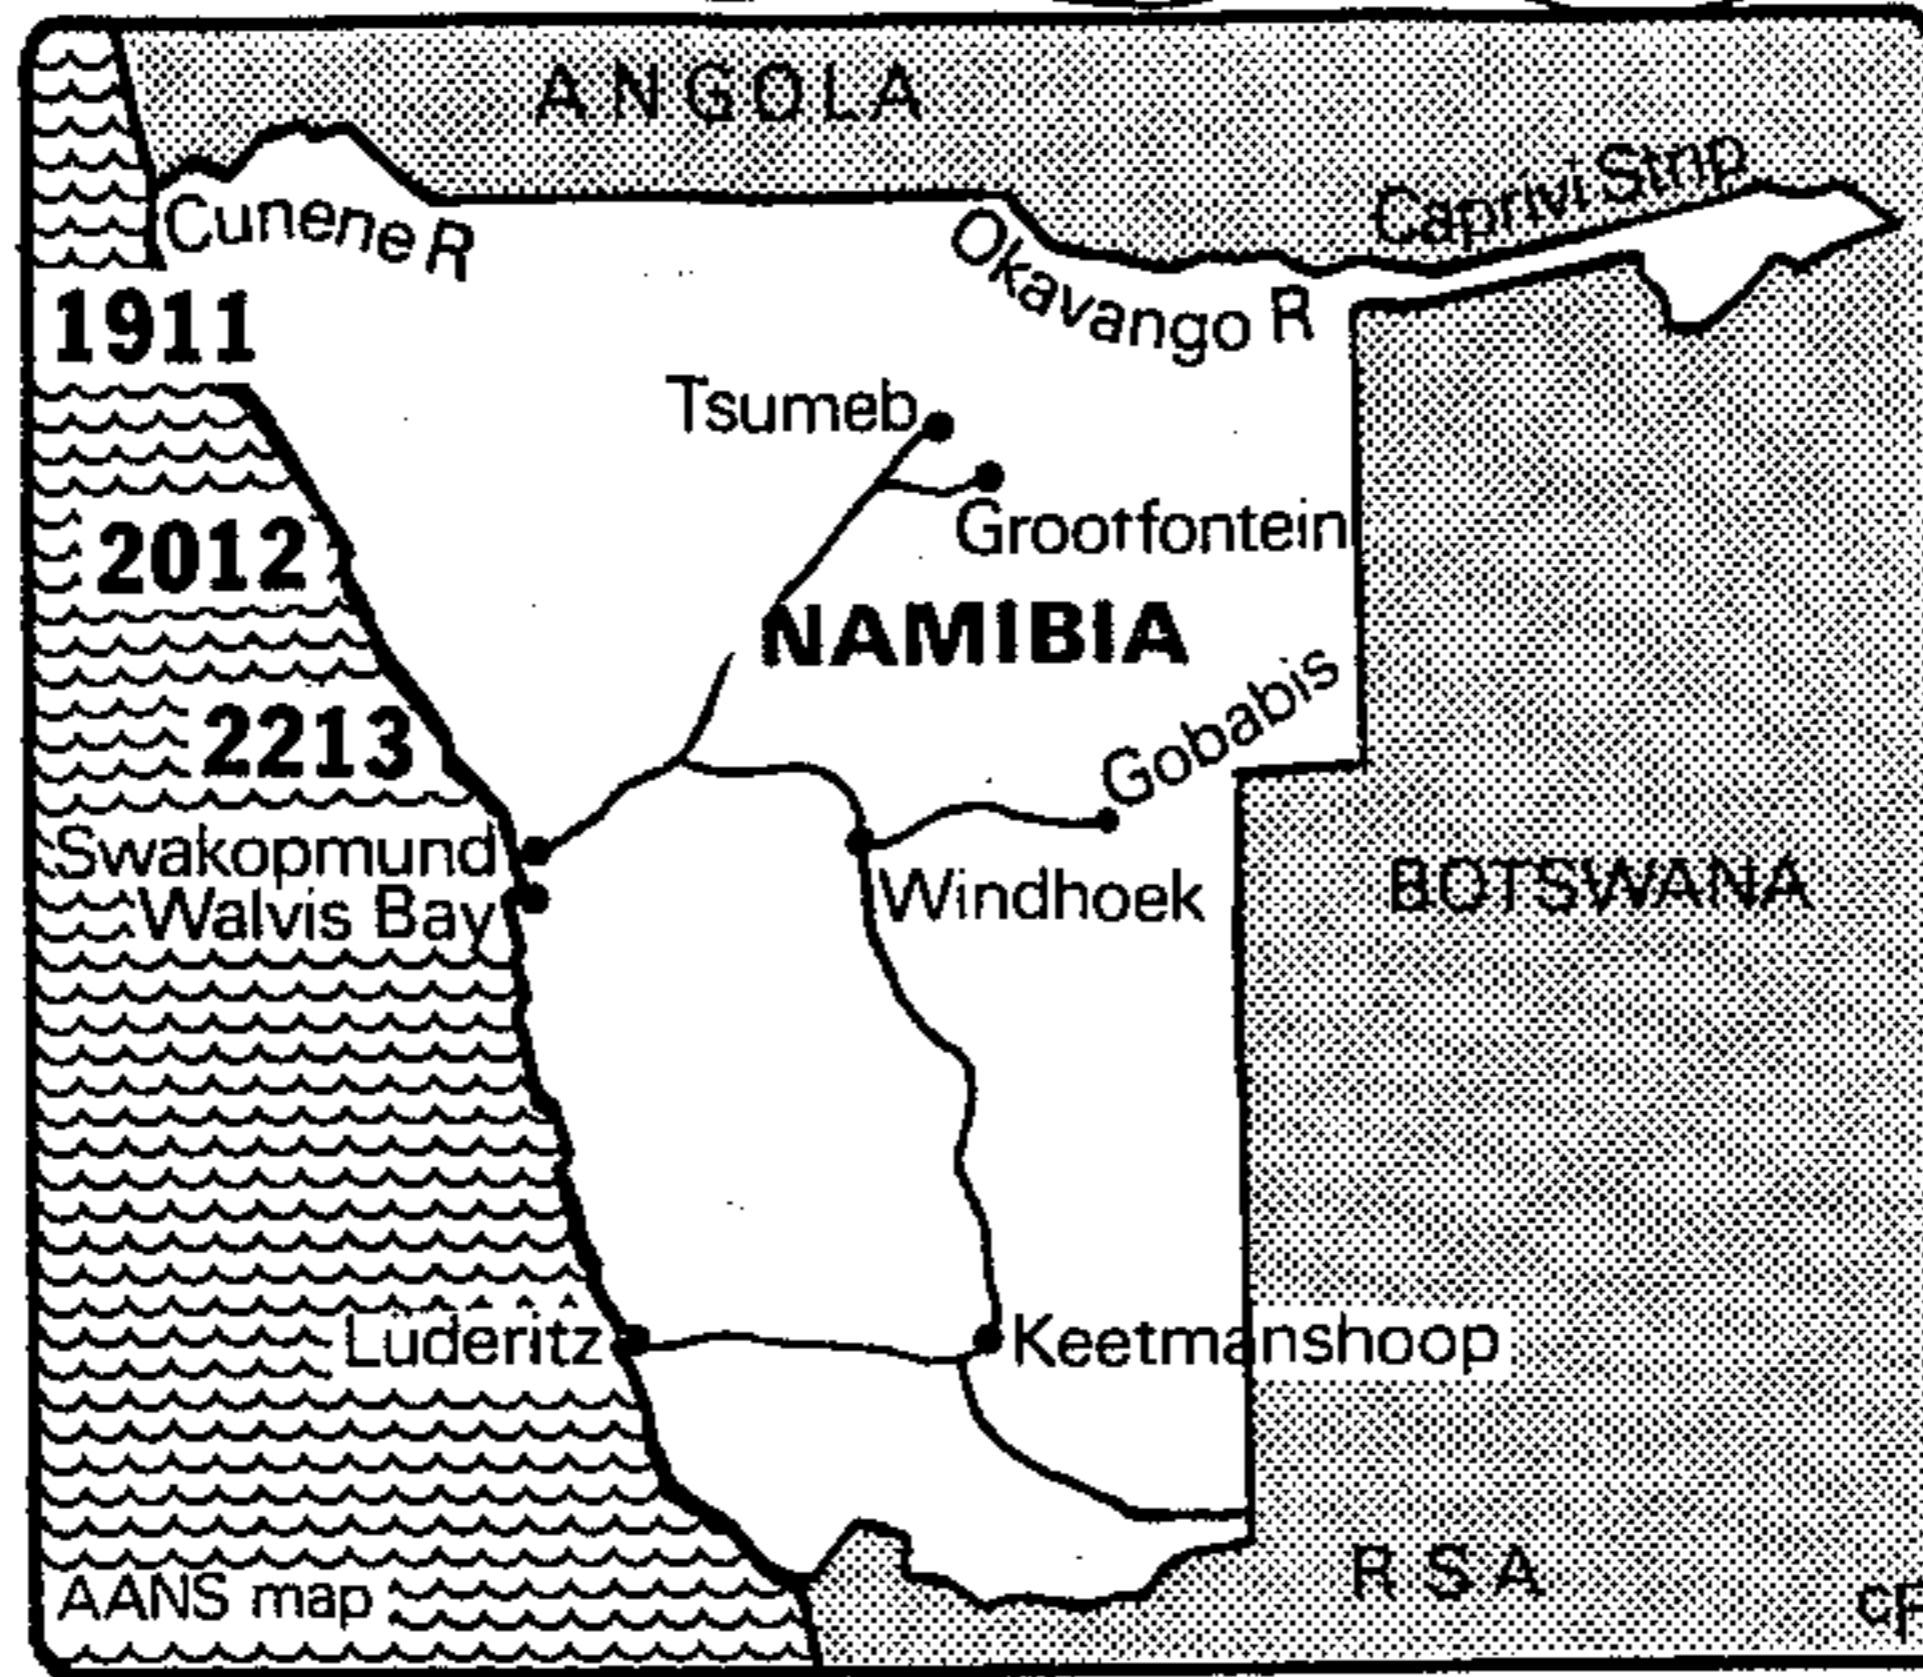 ANGOLA
Caprivi Strip
Cunene R
Okavango R
1911
Tsumeb
Grootfontein
2012
NAMIBIA
Gobabis
2213
Swakopmund
Walvis Bay
Windhoek
BOTSWANA
Lüderitz
Keetmanshoop
RSA
AANS map